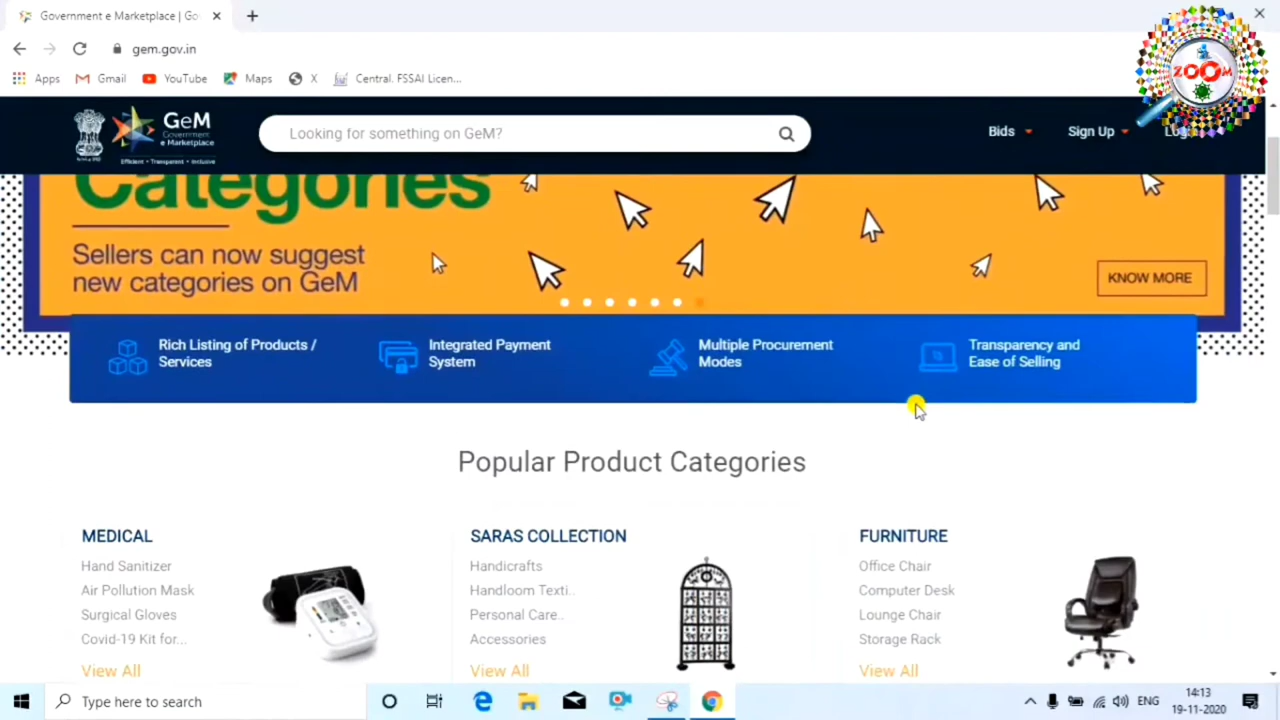 Government e Marketplace | Go
gem.gov.in
Apps
Gmail
YouTube
Maps
X
Central. FSSAI Licen...
ZOOM
GeM
Government
e Marketplace
Efficient • Transparent • Inclusive
Looking for something on GeM?
Bids
Sign Up
Categories
Sellers can now suggest
new categories on GeM
KNOW MORE
Rich Listing of Products /
Services
Integrated Payment
System
Multiple Procurement
Modes
Transparency and
Ease of Selling
Popular Product Categories
MEDICAL
Hand Sanitizer
Air Pollution Mask
Surgical Gloves
Covid-19 Kit for...
View All
SARAS COLLECTION
Handicrafts
Handloom Texti..
Personal Care..
Accessories
View All
FURNITURE
Office Chair
Computer Desk
Lounge Chair
Storage Rack
View All
Type here to search
ENG
14:13
19-11-2020